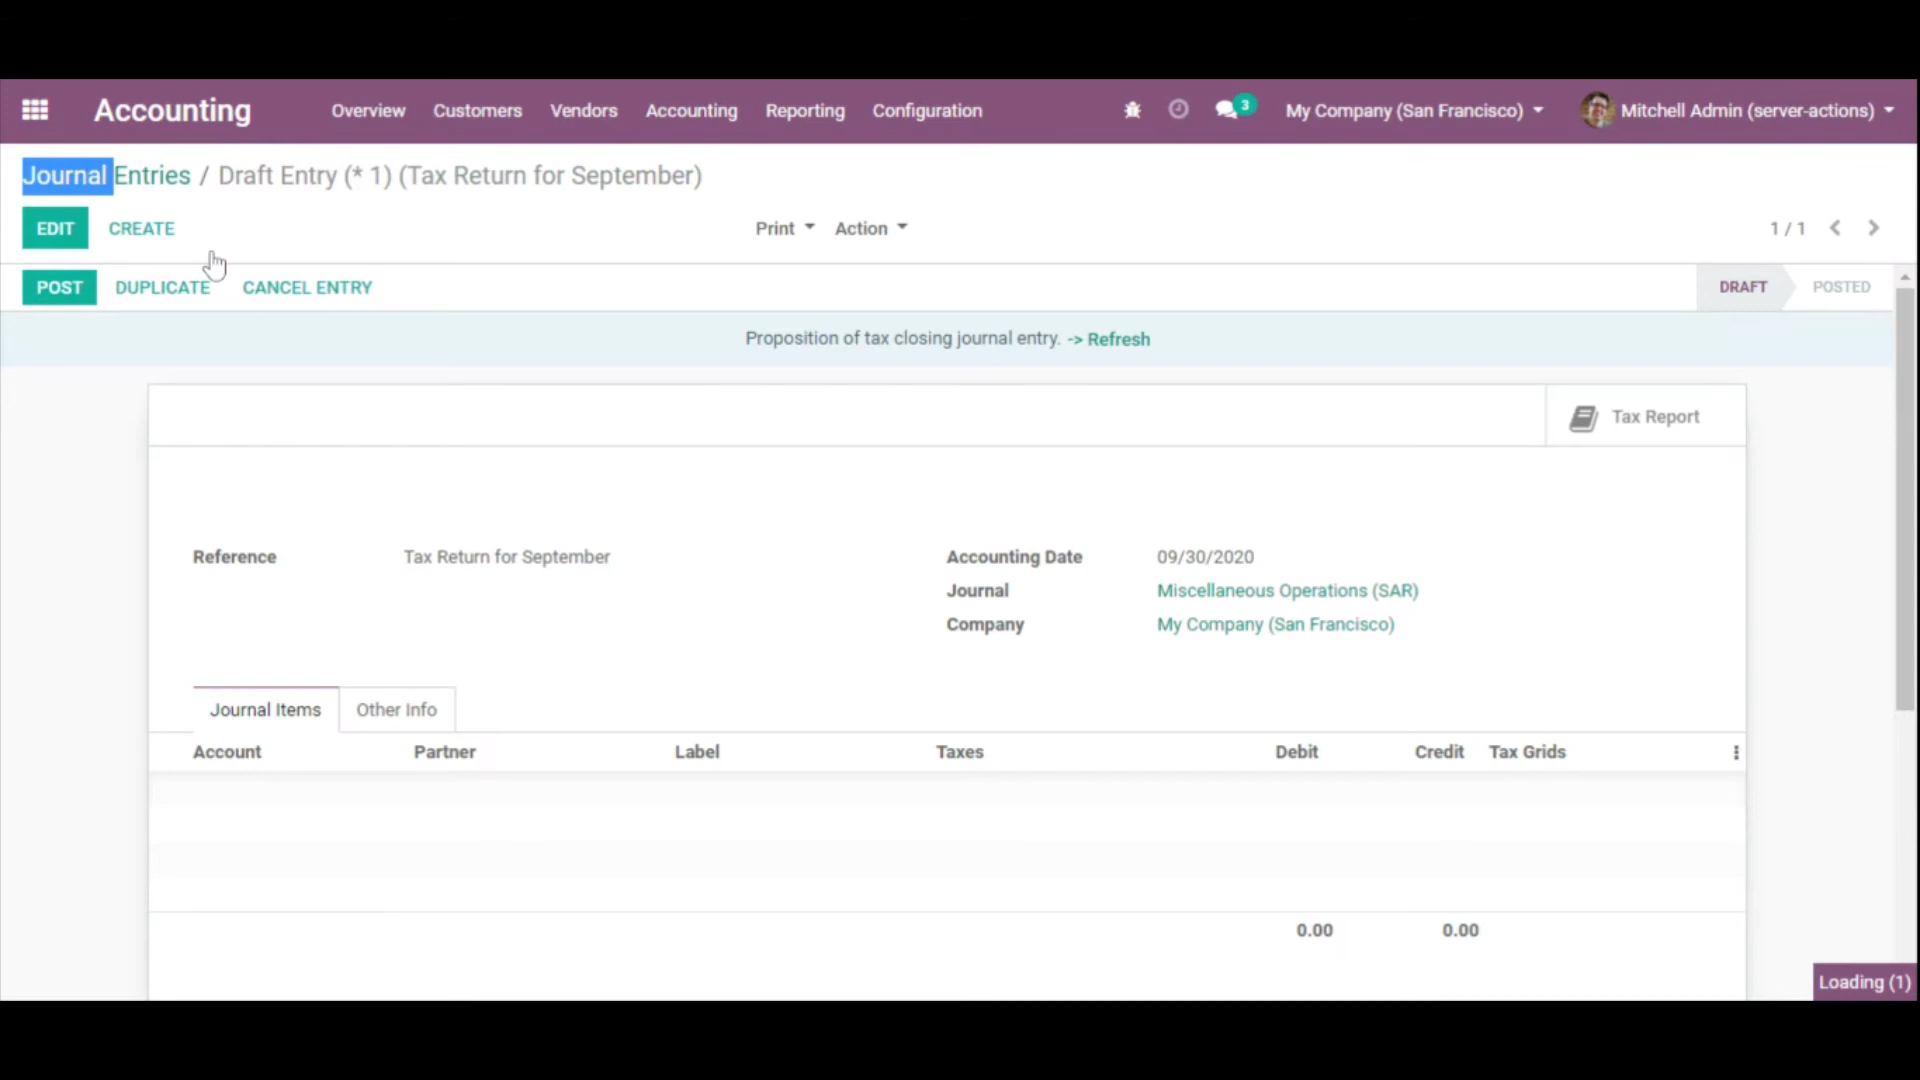 Accounting Overview Customers Vendors Accounting Reporting Configuration 3 My Company (San Francisco) Mitchell Admin (server-actions)
Journal Entries / Draft Entry (* 1) (Tax Return for September)
EDIT CREATE Print Action 1 / 1
POST DUPLICATE CANCEL ENTRY DRAFT POSTED
Proposition of tax closing journal entry. -> Refresh
Tax Report
Reference Tax Return for September Accounting Date 09/30/2020
Journal Miscellaneous Operations (SAR)
Company My Company (San Francisco)
Journal Items Other Info
Account Partner Label Taxes Debit Credit Tax Grids
0.00 0.00
Loading (1)